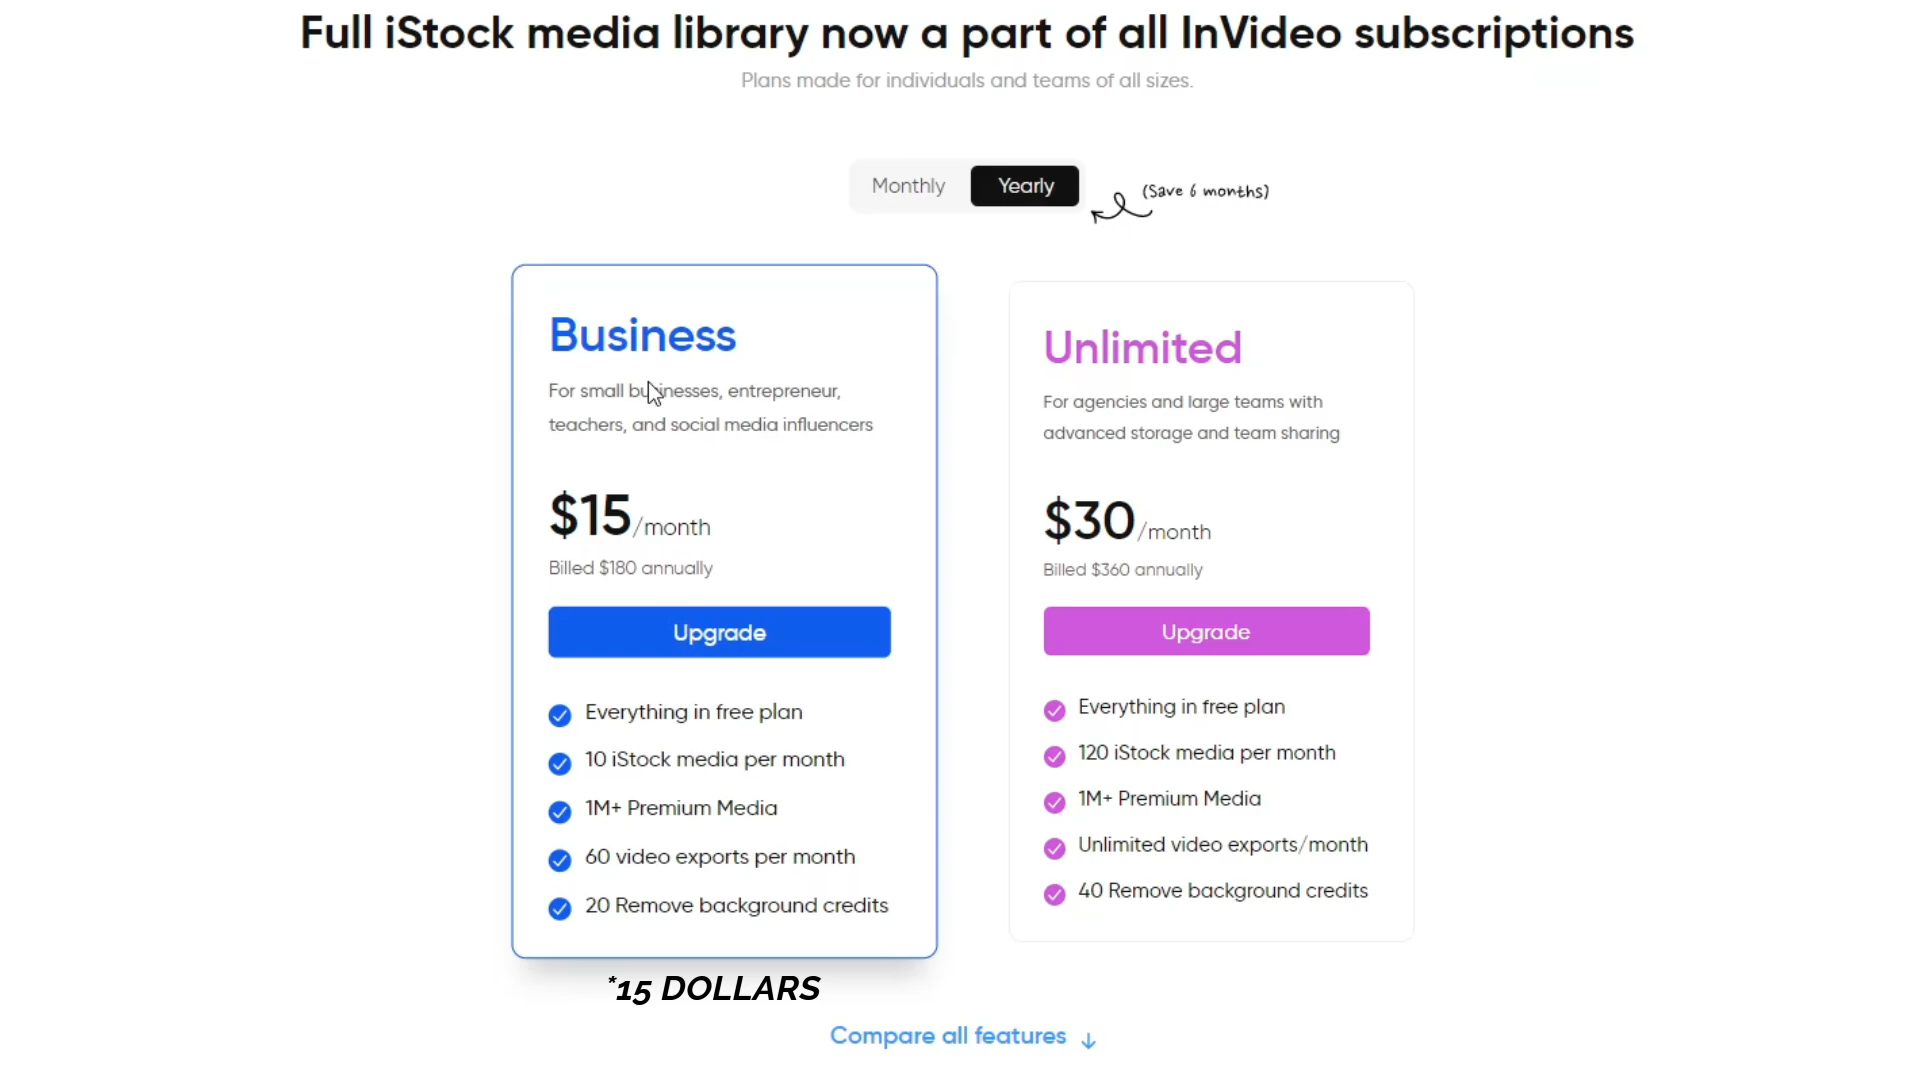 Full iStock media library now a part of all InVideo subscriptions
Plans made for individuals and teams of all sizes.
Monthly
Yearly
(Save 6 months)
Business
For small businesses, entrepreneur,
teachers, and social media influencers
$15/month
Billed $180 annually
Upgrade
Everything in free plan
10 iStock media per month
1M+ Premium Media
60 video exports per month
20 Remove background credits
Unlimited
For agencies and large teams with
advanced storage and team sharing
$30/month
Billed $360 annually
Upgrade
Everything in free plan
120 iStock media per month
1M+ Premium Media
Unlimited video exports/month
40 Remove background credits
*15 DOLLARS
Compare all features ↓